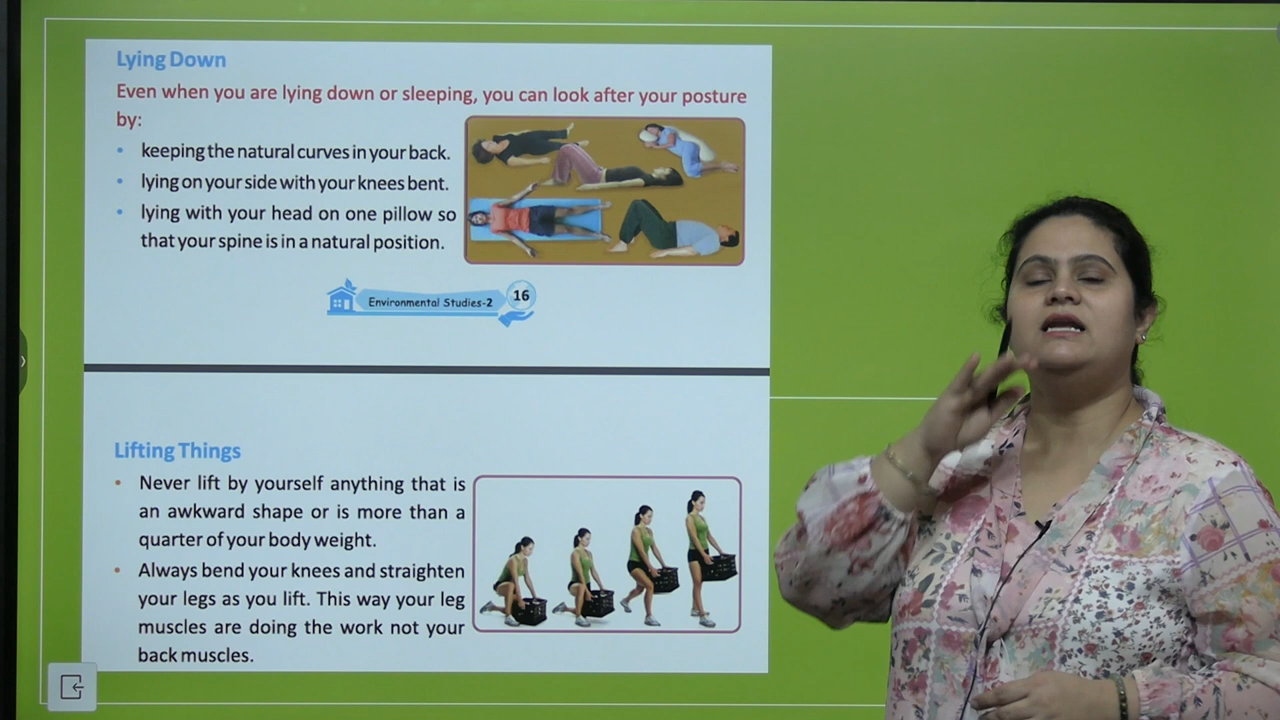 Lying Down
Even when you are lying down or sleeping, you can look after your posture
by:
• keeping the natural curves in your back.
• lying on your side with your knees bent.
• lying with your head on one pillow so
that your spine is in a natural position.
Environmental Studies-2 16
Lifting Things
• Never lift by yourself anything that is
an awkward shape or is more than a
quarter of your body weight.
• Always bend your knees and straighten
your legs as you lift. This way your leg
muscles are doing the work not your
back muscles.